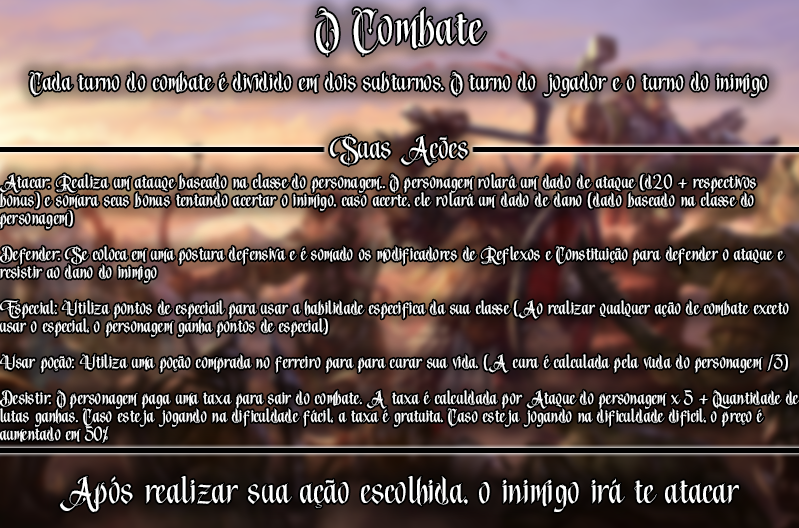 O Combate
Cada turno do combate é dividido em dois subturnos. O turno do jogador e o turno do inimigo
Suas Ações
Atacar: Realiza um ataque baseado na classe do personagem.. O personagem rolará um dado de ataque (d20 + respectivos
bonus) e somara seus bonus tentando acertar o inimigo, caso acerte, ele rolará um dado de dano (dado baseado na classe do
personagem)
Defender: Se coloca em uma postura defensiva e é somado os modificadores de Reflexos e Constituição para defender o ataque e
resistir ao dano do inimigo
Especial: Utiliza pontos de especiail para usar a habilidade especifica da sua classe (Ao realizar qualquer ação de combate exceto
usar o especial, o personagem ganha pontos de especial)
Usar poção: Utiliza uma poção comprada no ferreiro para para curar sua vida. (A cura é calculada pela vuda do personagem /3)
Desistir: O personagem paga uma taxa para sair do combate. A taxa é calculdada por Ataque do personagem x 5 + Quantidade de
lutas ganhas. Caso esteja jogando na dificuldade fácil, a taxa é gratuita. Caso esteja jogando na dificuldade dificil, o preço é
aumentado em 50%
Após realizar sua ação escolhida, o inimigo irá te atacar